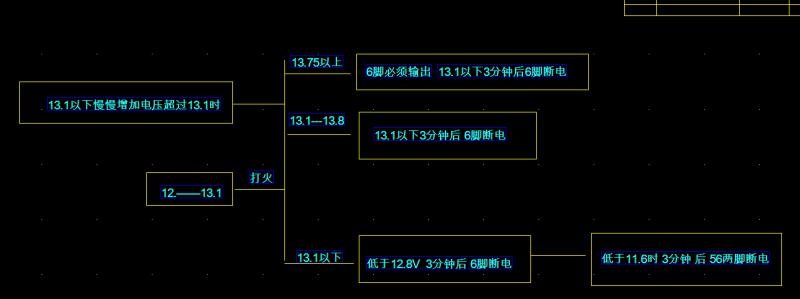 13.75以上
6脚必须输出 13.1以下3分钟后6脚断电
13.1以下慢慢增加电压超过13.1时
13.1---13.8
13.1以下3分钟后 6脚断电
打火
12.——13.1
13.1以下
低于12.8V 3分钟后 6脚断电
低于11.6时 3分钟 后 56两脚断电